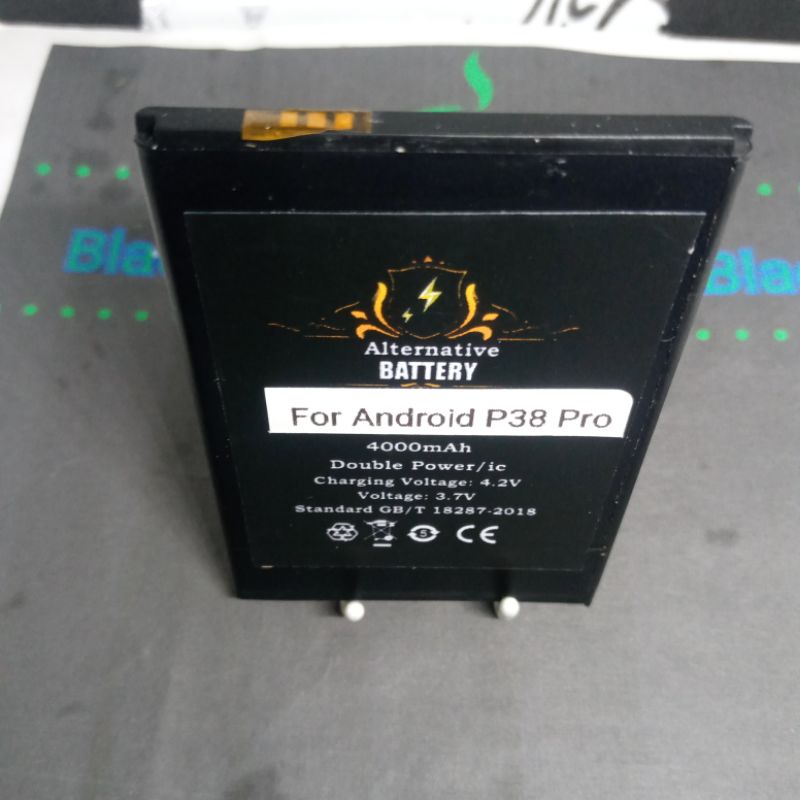 Alternative
BATTERY
For Android P38 Pro
4000mAh
Double Power/ic
Charging Voltage: 4.2V
Voltage: 3.7V
Standard GB/T 18287-2018
5
CE